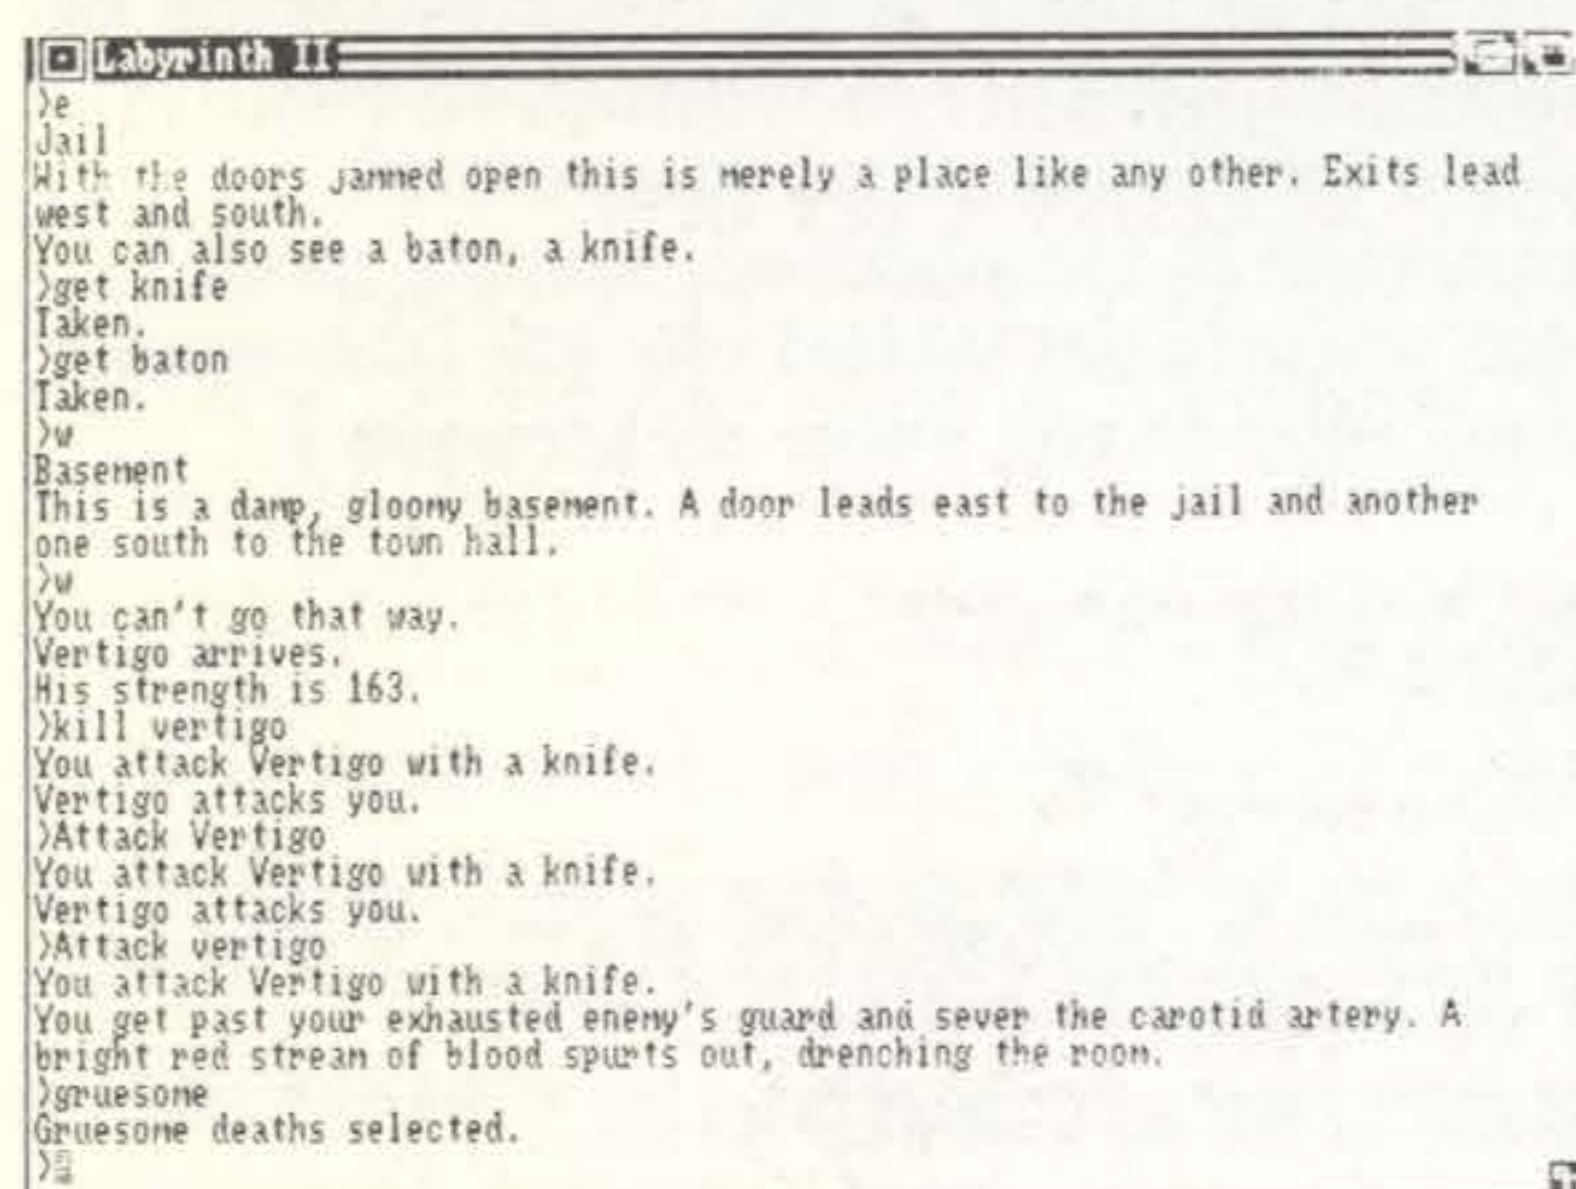 Labyrinth II
>e
Jail
With the doors jammed open this is merely a place like any other. Exits lead
west and south.
You can also see a baton, a knife.
>get knife
Taken.
>get baton
Taken.
>w
Basement
This is a damp, gloomy basement. A door leads east to the jail and another
one south to the town hall.
>w
You can't go that way.
Vertigo arrives.
His strength is 163.
>kill vertigo
You attack Vertigo with a knife.
Vertigo attacks you.
>Attack Vertigo
You attack Vertigo with a knife.
Vertigo attacks you.
>Attack vertigo
You attack Vertigo with a knife.
You get past your exhausted enemy's guard and sever the carotid artery. A
bright red stream of blood spurts out, drenching the room.
>gruesome
Gruesome deaths selected.
>